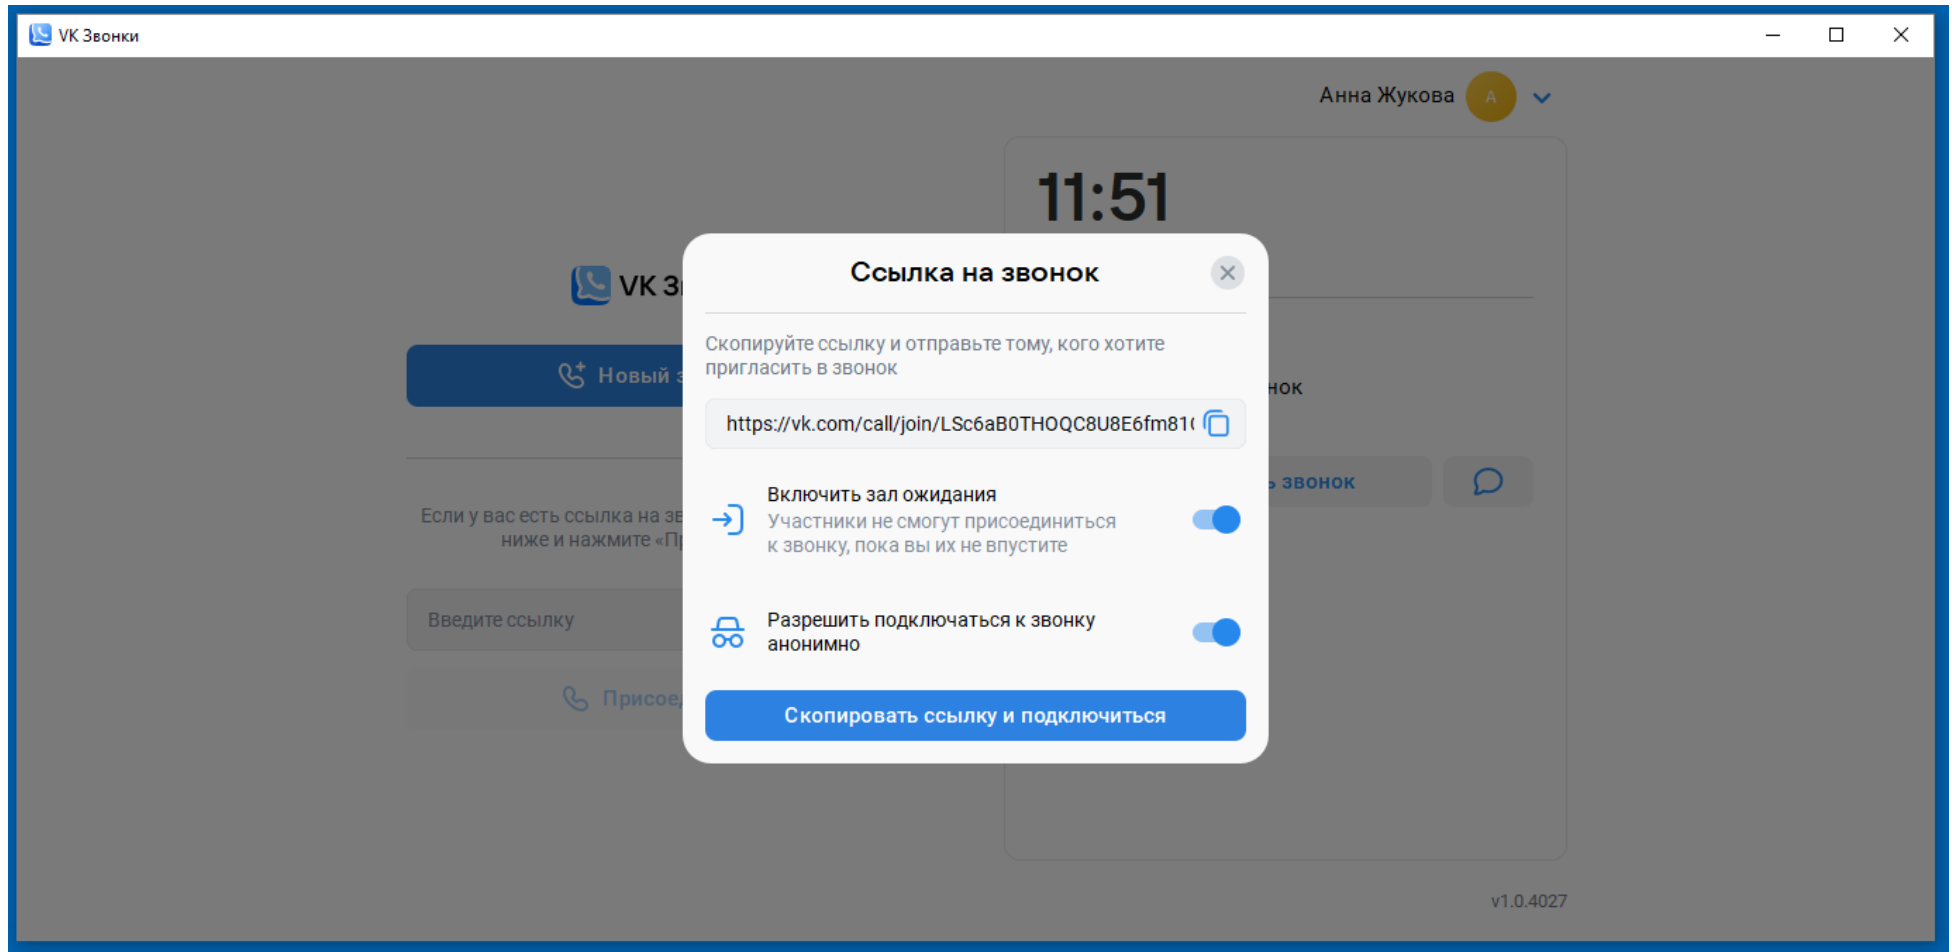 VK Звонки
Анна Жукова
А
11:51
VK
Новый
Если у вас есть ссылка на
ниже и нажмите
Введите ссылку
Ссылка на звонок
Скопируйте ссылку и отправьте тому, кого хотите
пригласить в звонок
https://vk.com/call/join/LSc6aB0THOQC8U8E6fm81
Включить зал ожидания
Участники не смогут присоединиться
к звонку, пока вы их не впустите
Разрешить подключаться к звонку
анонимно
Скопировать ссылку и подключиться
звонок
v1.0.4027